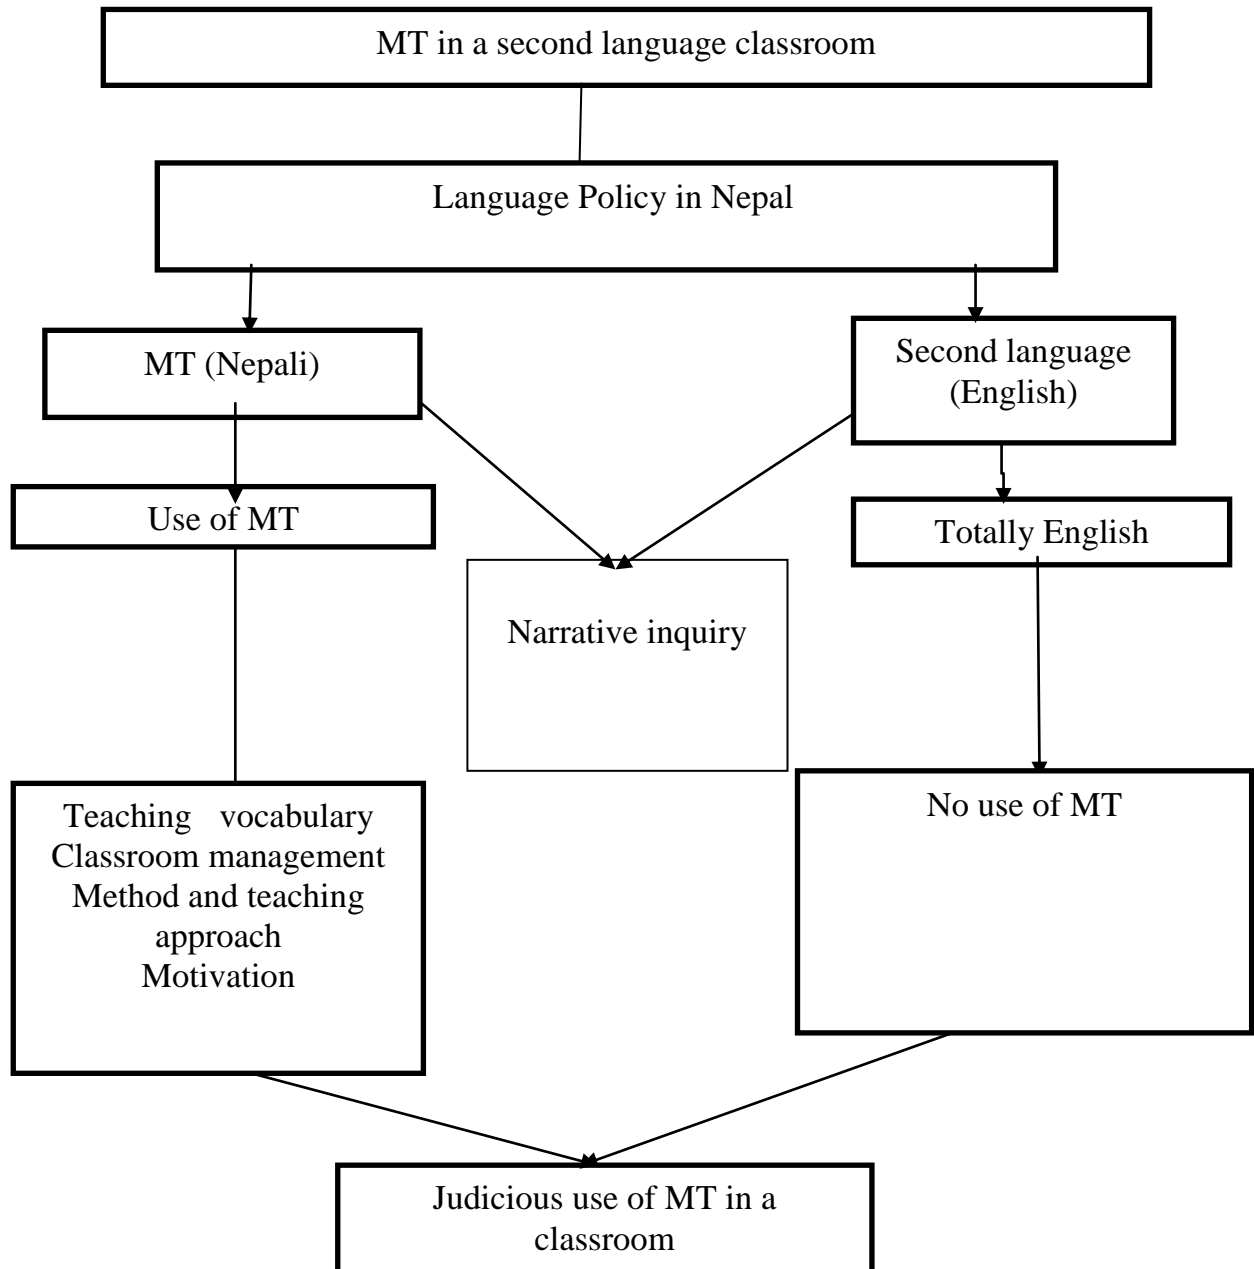 MT in a second language classroom
Language Policy in Nepal
MT (Nepali)
Second language
(English)
Use of MT
Totally English
Narrative inquiry
Teaching vocabulary
Classroom management
Method and teaching
approach
Motivation
No use of MT
Judicious use of MT in a
classroom